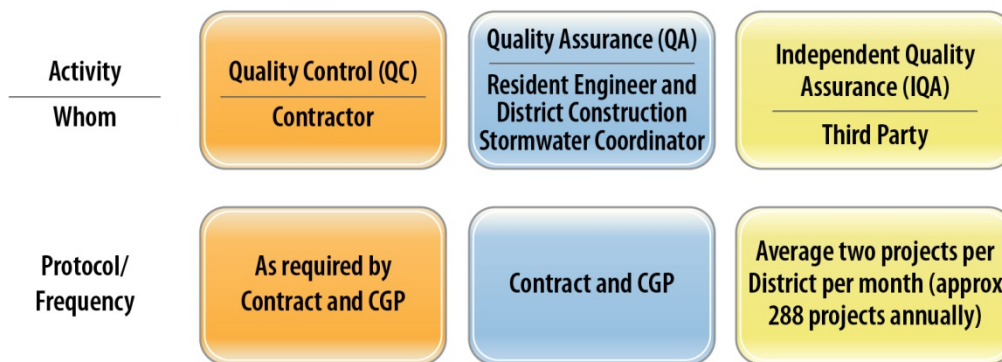 Activity
Whom
Quality Control (QC)
Contractor
Quality Assurance (QA)
Resident Engineer and
District Construction
Stormwater Coordinator
Independent Quality
Assurance (IQA)
Third Party
Protocol/
Frequency
As required by
Contract and CGP
Contract and CGP
Average two projects per
District per month (approx
288 projects annually)